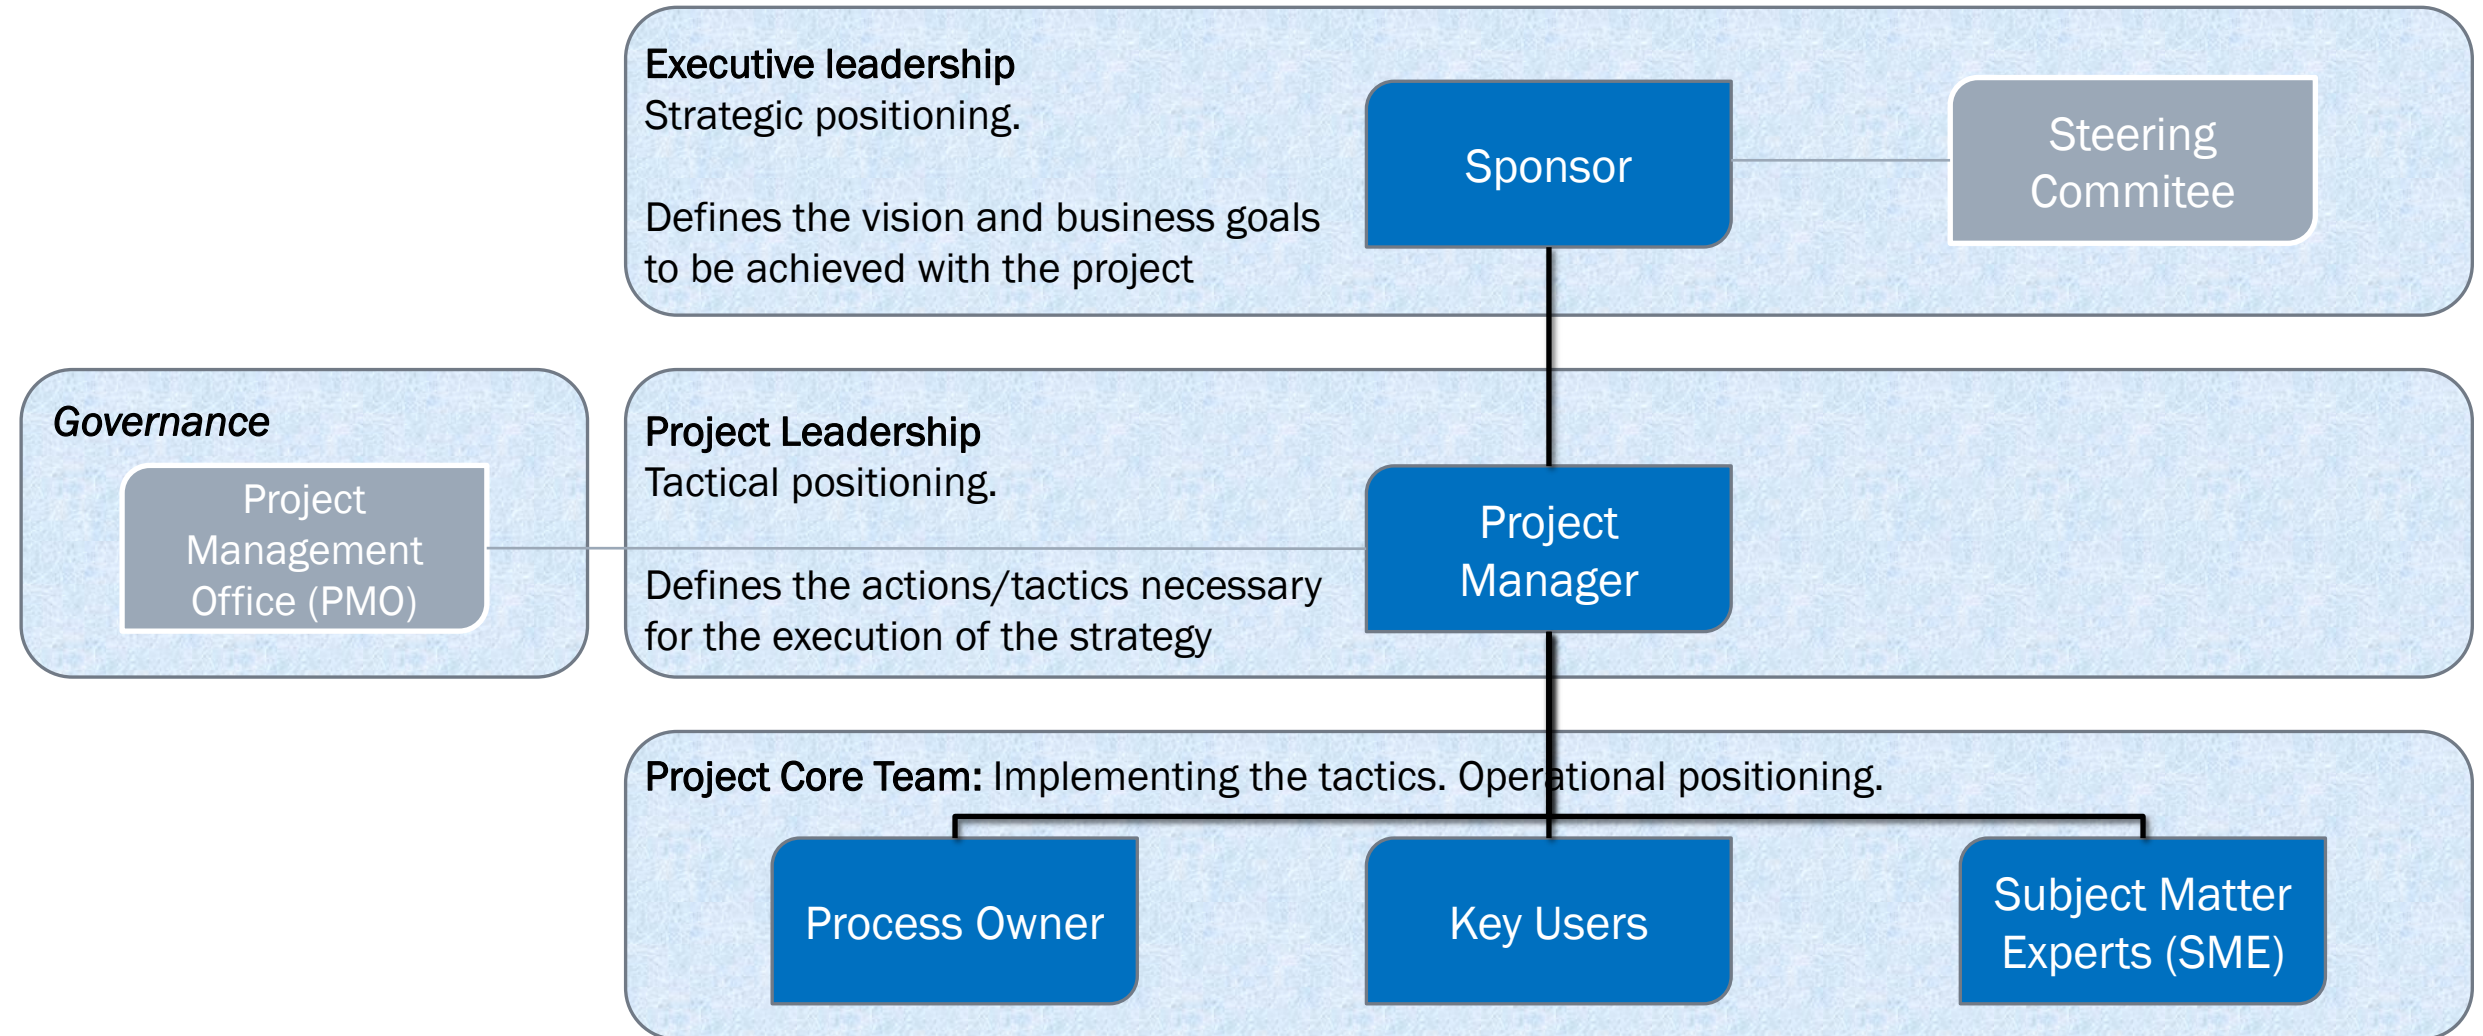 Executive leadership
Strategic positioning.
Defines the vision and business goals
to be achieved with the project
Sponsor
Steering
Commitee
Governance
Project
Management
Office (PMO)
Project Leadership
Tactical positioning.
Defines the actions/tactics necessary
for the execution of the strategy
Project
Manager
Project Core Team: Implementing the tactics. Operational positioning.
Process Owner
Key Users
Subject Matter
Experts (SME)